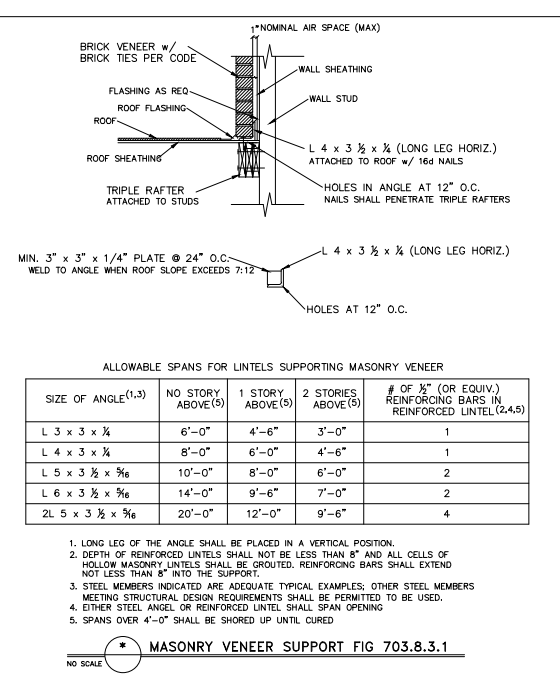 1" NOMINAL AIR SPACE (MAX)
BRICK VENEER w/
BRICK TIES PER CODE
WALL SHEATHING
FLASHING AS REQ
WALL STUD
ROOF FLASHING
ROOF
L 4 x 3 ½ x ¼ (LONG LEG HORIZ.)
ATTACHED TO ROOF w/ 16d NAILS
ROOF SHEATHING
HOLES IN ANGLE AT 12" O.C.
NAILS SHALL PENETRATE TRIPLE RAFTERS
TRIPLE RAFTER
ATTACHED TO STUDS
MIN. 3" x 3" x 1/4" PLATE @ 24" O.C.
WELD TO ANGLE WHEN ROOF SLOPE EXCEEDS 7:12
L 4 x 3 ½ x ¼ (LONG LEG HORIZ.)
HOLES AT 12" O.C.
ALLOWABLE SPANS FOR LINTELS SUPPORTING MASONRY VENEER
SIZE OF ANGLE(1,3) NO STORY ABOVE(5) 1 STORY ABOVE(5) 2 STORIES ABOVE(5) # OF ½" (OR EQUIV.) REINFORCING BARS IN REINFORCED LINTEL(2,4,5)
L 3 x 3 x ¼ 6'-0" 4'-6" 3'-0" 1
L 4 x 3 x ¼ 8'-0" 6'-0" 4'-6" 1
L 5 x 3 ½ x 5/16 10'-0" 8'-0" 6'-0" 2
L 6 x 3 ½ x 5/16 14'-0" 9'-6" 7'-0" 2
2L 5 x 3 ½ x 5/16 20'-0" 12'-0" 9'-6" 4
1. LONG LEG OF THE ANGLE SHALL BE PLACED IN A VERTICAL POSITION.
2. DEPTH OF REINFORCED LINTELS SHALL NOT BE LESS THAN 8" AND ALL CELLS OF
HOLLOW MASONRY LINTELS SHALL BE GROUTED. REINFORCING BARS SHALL EXTEND
NOT LESS THAN 8" INTO THE SUPPORT.
3. STEEL MEMBERS INDICATED ARE ADEQUATE TYPICAL EXAMPLES; OTHER STEEL MEMBERS
MEETING STRUCTURAL DESIGN REQUIREMENTS SHALL BE PERMITTED TO BE USED.
4. EITHER STEEL ANGEL OR REINFORCED LINTEL SHALL SPAN OPENING
5. SPANS OVER 4'-0" SHALL BE SHORED UP UNTIL CURED
* MASONRY VENEER SUPPORT FIG 703.8.3.1
NO SCALE